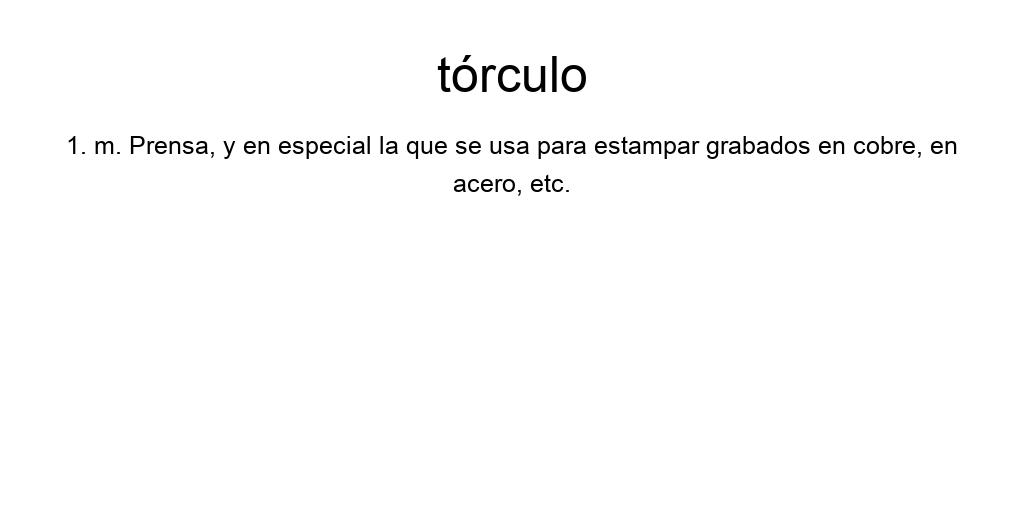 tórculo
1. m. Prensa, y en especial la que se usa para estampar grabados en cobre, en
acero, etc.